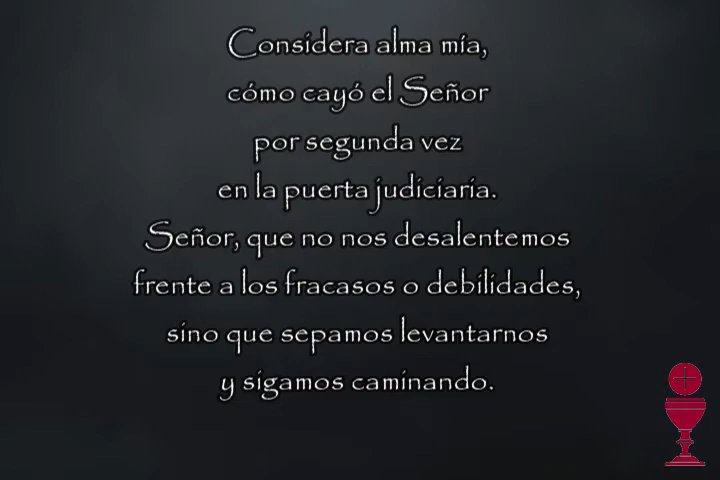 Considera alma mía,
cómo cayó el Señor
por segunda vez
en la puerta judiciaria.
Señor, que no nos desalentemos
frente a los fracasos o debilidades,
sino que sepamos levantarnos
y sigamos caminando.